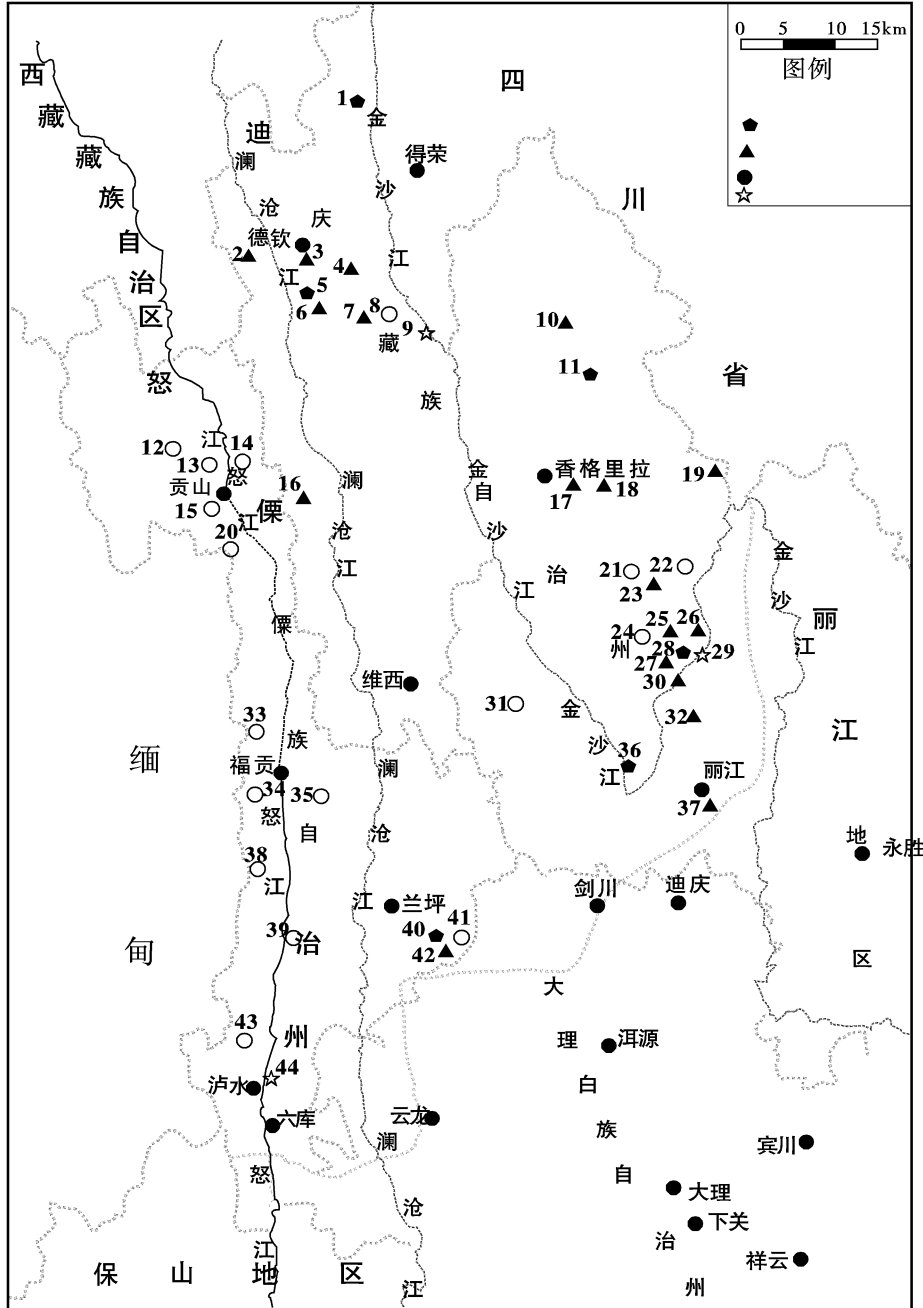 0 5 10 15km
图例
西藏藏族自治区
四川省
迪庆藏族自治州
澜沧江
金沙江
1
得荣
德钦
2
3
4
5
6
7
8
9
10
11
怒江傈僳族自治州
12
13
14
怒江
贡山
15
16
澜沧江
金沙江
香格里拉
17
18
19
20
21
22
23
24
25
26
27
28
29
30
31
32
金沙江
丽江地区
维西
金沙江
33
福贡
34
35
怒江
36
丽江
37
永胜
38
39
澜沧江
兰坪
40
41
42
剑川
迪庆
缅甸
43
44
泸水
六库
大理白族自治州
洱源
云龙
宾川
大理
下关
祥云
怒江
澜沧江
保山地区